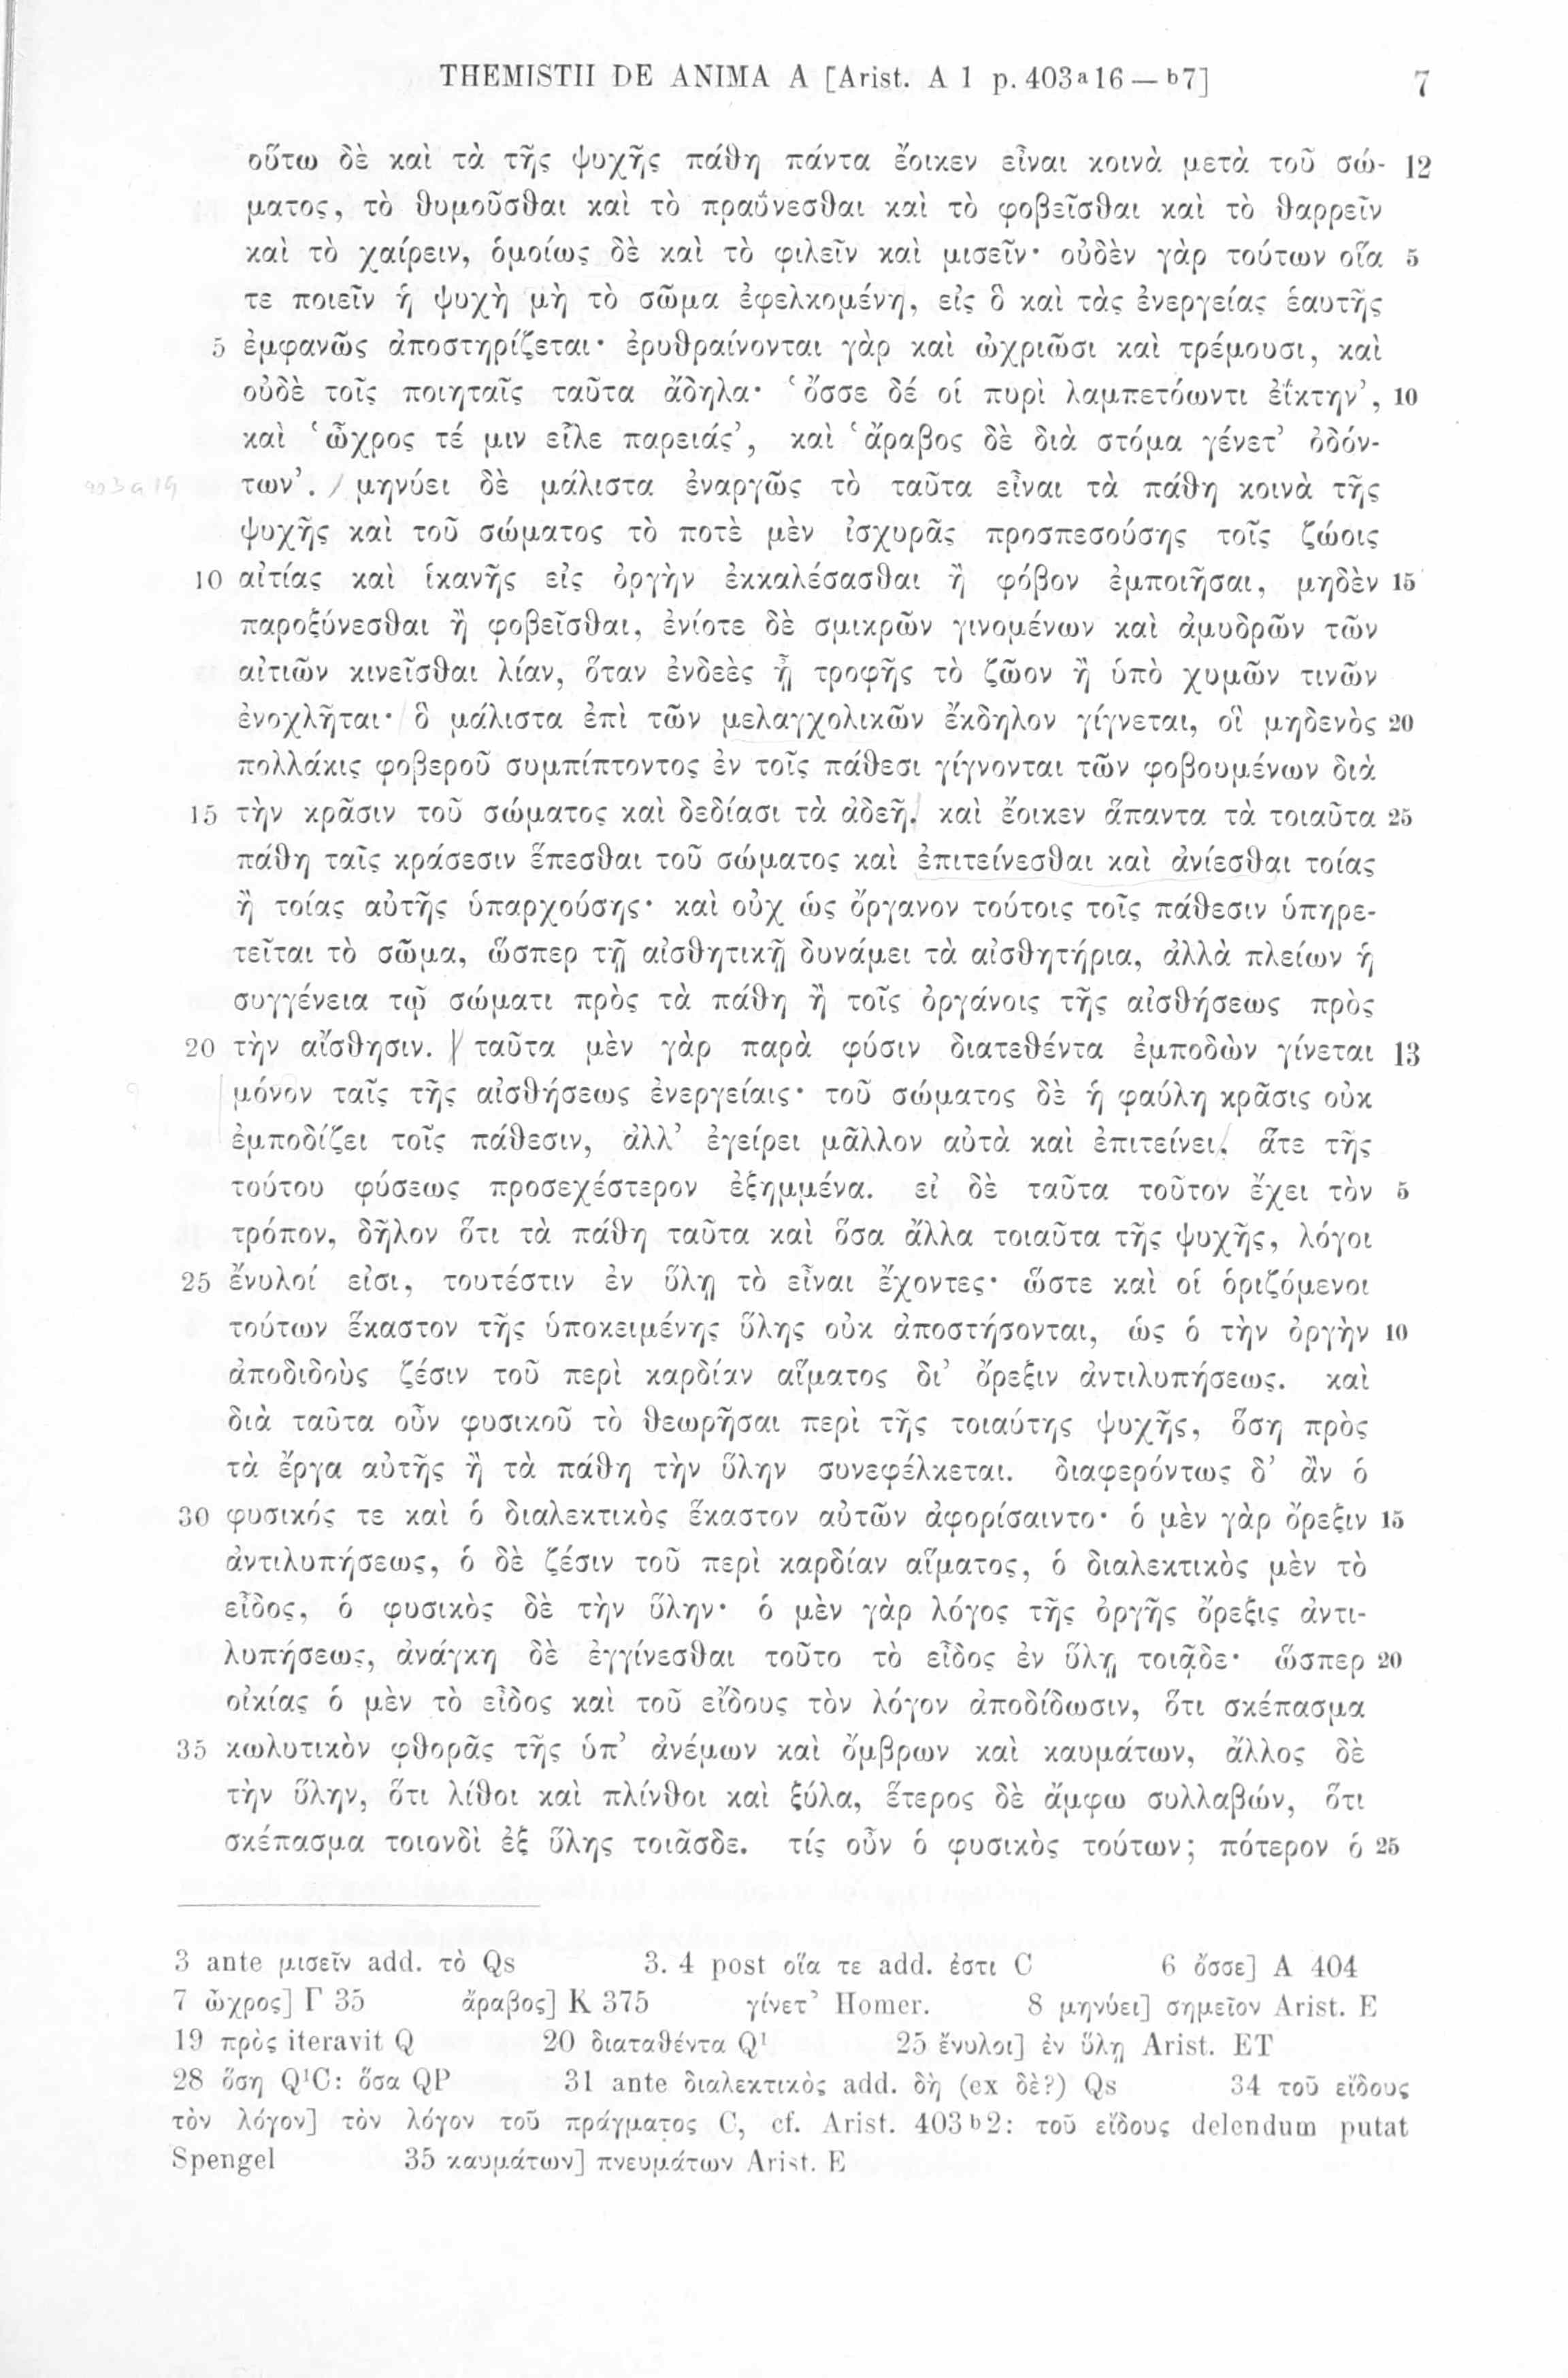 THEMISTII DE ANIMA A [Arist. A 1 p. 403ᵃ16 — ᵇ7] 7
οὕτω δὲ καὶ τὰ τῆς ψυχῆς πάθη πάντα ἔοικεν εἶναι κοινὰ μετὰ τοῦ σώ- 12
ματος, τὸ θυμοῦσθαι καὶ τὸ πραΰνεσθαι καὶ τὸ φοβεῖσθαι καὶ τὸ θαρρεῖν
καὶ τὸ χαίρειν, ὁμοίως δὲ καὶ τὸ φιλεῖν καὶ μισεῖν· οὐδὲν γὰρ τούτων οἵα 5
τε ποιεῖν ἡ ψυχὴ μὴ τὸ σῶμα ἐφελκομένη, εἰς ὃ καὶ τὰς ἐνεργείας ἑαυτῆς
5 ἐμφανῶς ἀποστηρίζεται· ἐρυθραίνονται γὰρ καὶ ὠχριῶσι καὶ τρέμουσι, καὶ
οὐδὲ τοῖς ποιηταῖς ταῦτα ἄδηλα· ‘ὄσσε δέ οἱ πυρὶ λαμπετόωντι ἐίκτην’, 10
καὶ ‘ὦχρος τέ μιν εἷλε παρειάς’, καὶ ‘ἄραβος δὲ διὰ στόμα γένετ’ ὀδόν-
403a19 των’. / μηνύει δὲ μάλιστα ἐναργῶς τὸ ταῦτα εἶναι τὰ πάθη κοινὰ τῆς
ψυχῆς καὶ τοῦ σώματος τὸ ποτὲ μὲν ἰσχυρᾶς προσπεσούσης τοῖς ζώοις
10 αἰτίας καὶ ἱκανῆς εἰς ὀργὴν ἐκκαλέσασθαι ἢ φόβον ἐμποιῆσαι, μηδὲν 15
παροξύνεσθαι ἢ φοβεῖσθαι, ἐνίοτε δὲ σμικρῶν γινομένων καὶ ἀμυδρῶν τῶν
αἰτιῶν κινεῖσθαι λίαν, ὅταν ἐνδεὲς ᾖ τροφῆς τὸ ζῶον ἢ ὑπὸ χυμῶν τινῶν
ἐνοχλῆται· ὃ μάλιστα ἐπὶ τῶν μελαγχολικῶν ἔκδηλον γίγνεται, οἳ μηδενὸς 20
πολλάκις φοβεροῦ συμπίπτοντος ἐν τοῖς πάθεσι γίγνονται τῶν φοβουμένων διὰ
15 τὴν κρᾶσιν τοῦ σώματος καὶ δεδίασι τὰ ἀδεῆ. καὶ ἔοικεν ἅπαντα τὰ τοιαῦτα 25
πάθη ταῖς κράσεσιν ἕπεσθαι τοῦ σώματος καὶ ἐπιτείνεσθαι καὶ ἀνίεσθαι τοίας
ἢ τοίας αὐτῆς ὑπαρχούσης· καὶ οὐχ ὡς ὄργανον τούτοις τοῖς πάθεσιν ὑπηρε-
τεῖται τὸ σῶμα, ὥσπερ τῇ αἰσθητικῇ δυνάμει τὰ αἰσθητήρια, ἀλλὰ πλείων ἡ
συγγένεια τῷ σώματι πρὸς τὰ πάθη ἢ τοῖς ὀργάνοις τῆς αἰσθήσεως πρὸς
20 τὴν αἴσθησιν. ταῦτα μὲν γὰρ παρὰ φύσιν διατεθέντα ἐμποδὼν γίνεται 13
μόνον ταῖς τῆς αἰσθήσεως ἐνεργείαις· τοῦ σώματος δὲ ἡ φαύλη κρᾶσις οὐκ
ἐμποδίζει τοῖς πάθεσιν, ἀλλ’ ἐγείρει μᾶλλον αὐτὰ καὶ ἐπιτείνει, ἅτε τῆς
τούτου φύσεως προσεχέστερον ἐξημμένα. εἰ δὲ ταῦτα τοῦτον ἔχει τὸν 5
τρόπον, δῆλον ὅτι τὰ πάθη ταῦτα καὶ ὅσα ἄλλα τοιαῦτα τῆς ψυχῆς, λόγοι
25 ἔνυλοί εἰσι, τουτέστιν ἐν ὕλῃ τὸ εἶναι ἔχοντες· ὥστε καὶ οἱ ὁριζόμενοι
τούτων ἕκαστον τῆς ὑποκειμένης ὕλης οὐκ ἀποστήσονται, ὡς ὁ τὴν ὀργὴν 10
ἀποδιδοὺς ζέσιν τοῦ περὶ καρδίαν αἵματος δι’ ὄρεξιν ἀντιλυπήσεως. καὶ
διὰ ταῦτα οὖν φυσικοῦ τὸ θεωρῆσαι περὶ τῆς τοιαύτης ψυχῆς, ὅση πρὸς
τὰ ἔργα αὐτῆς ἢ τὰ πάθη τὴν ὕλην συνεφέλκεται. διαφερόντως δ’ ἂν ὁ
30 φυσικός τε καὶ ὁ διαλεκτικὸς ἕκαστον αὐτῶν ἀφορίσαιντο· ὁ μὲν γὰρ ὄρεξιν 15
ἀντιλυπήσεως, ὁ δὲ ζέσιν τοῦ περὶ καρδίαν αἵματος, ὁ διαλεκτικὸς μὲν τὸ
εἶδος, ὁ φυσικὸς δὲ τὴν ὕλην· ὁ μὲν γὰρ λόγος τῆς ὀργῆς ὄρεξις ἀντι-
λυπήσεως, ἀνάγκη δὲ ἐγγίνεσθαι τοῦτο τὸ εἶδος ἐν ὕλῃ τοιᾷδε· ὥσπερ 20
οἰκίας ὁ μὲν τὸ εἶδος καὶ τοῦ εἴδους τὸν λόγον ἀποδίδωσιν, ὅτι σκέπασμα
35 κωλυτικὸν φθορᾶς τῆς ὑπ’ ἀνέμων καὶ ὄμβρων καὶ καυμάτων, ἄλλος δὲ
τὴν ὕλην, ὅτι λίθοι καὶ πλίνθοι καὶ ξύλα, ἕτερος δὲ ἄμφω συλλαβών, ὅτι
σκέπασμα τοιονδὶ ἐξ ὕλης τοιᾶσδε. τίς οὖν ὁ φυσικὸς τούτων; πότερον ὁ 25
3 ante μισεῖν add. τὸ Qs 3. 4 post οἵα τε add. ἐστι C 6 ὄσσε] A 404
7 ὦχρος] Γ 35 ἄραβος] K 375 γίνετ’ Homer. 8 μηνύει] σημεῖον Arist. E
19 πρὸς iteravit Q 20 διαταθέντα Q¹ 25 ἔνυλοι] ἐν ὕλῃ Arist. ET
28 ὅση Q¹C: ὅσα QP 31 ante διαλεκτικὸς add. δὴ (ex δὲ?) Qs 34 τοῦ εἴδους
τὸν λόγον] τὸν λόγον τοῦ πράγματος C, cf. Arist. 403ᵇ2: τοῦ εἴδους delendum putat
Spengel 35 καυμάτων] πνευμάτων Arist. E